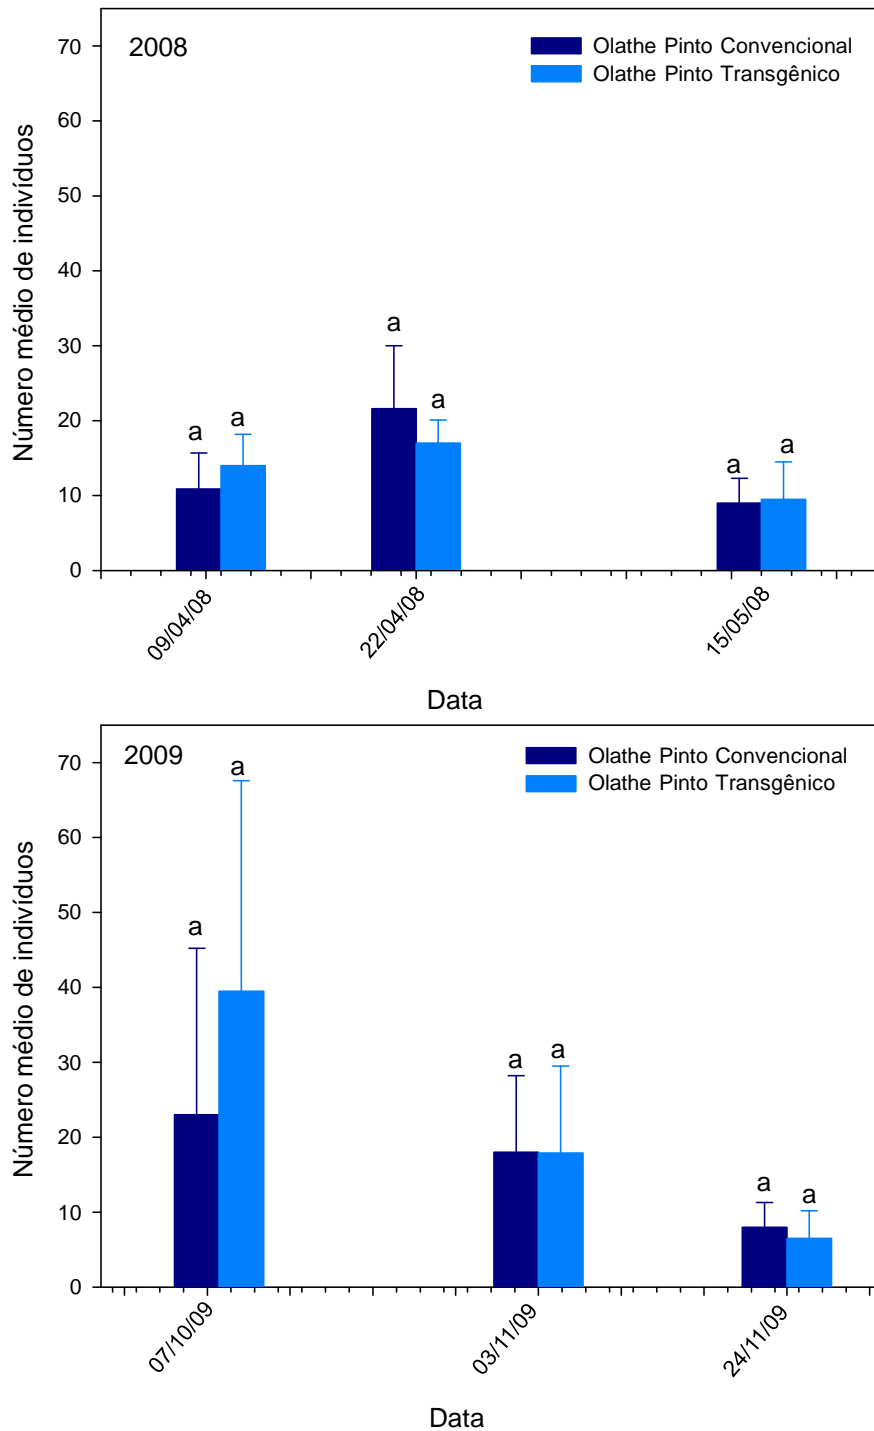 2008
Olathe Pinto Convencional
Olathe Pinto Transgênico
Número médio de indivíduos
70
60
50
40
30
20
10
0
a
a
a
a
a
a
09/04/08
22/04/08
15/05/08
Data
2009
Olathe Pinto Convencional
Olathe Pinto Transgênico
Número médio de indivíduos
70
60
50
40
30
20
10
0
a
a
a
a
a
a
07/10/09
03/11/09
24/11/09
Data